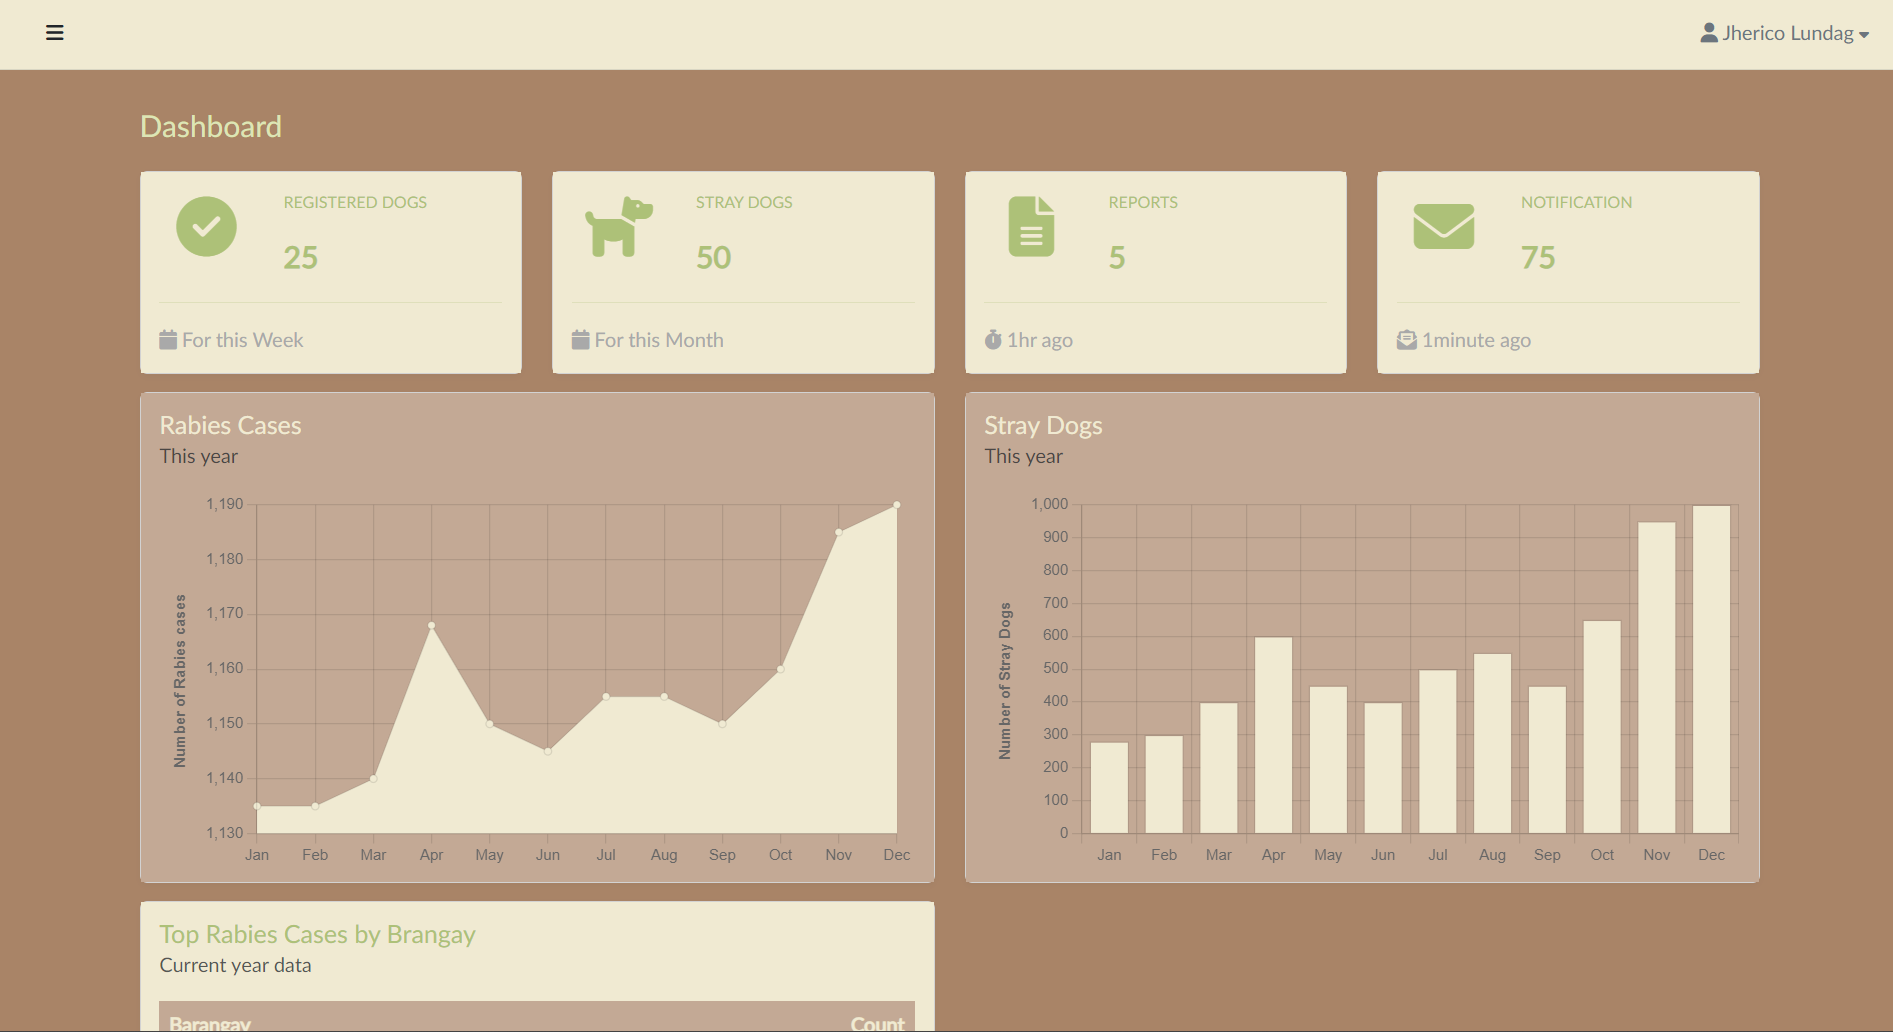 Jherico Lundag
Dashboard
REGISTERED DOGS
25
For this Week
STRAY DOGS
50
For this Month
REPORTS
5
1hr ago
NOTIFICATION
75
1minute ago
Rabies Cases
This year
Number of Rabies cases
1,190
1,180
1,170
1,160
1,150
1,140
1,130
Jan Feb Mar Apr May Jun Jul Aug Sep Oct Nov Dec
Stray Dogs
This year
Number of Stray Dogs
1,000
900
800
700
600
500
400
300
200
100
0
Jan Feb Mar Apr May Jun Jul Aug Sep Oct Nov Dec
Top Rabies Cases by Brangay
Current year data
Barangay Count